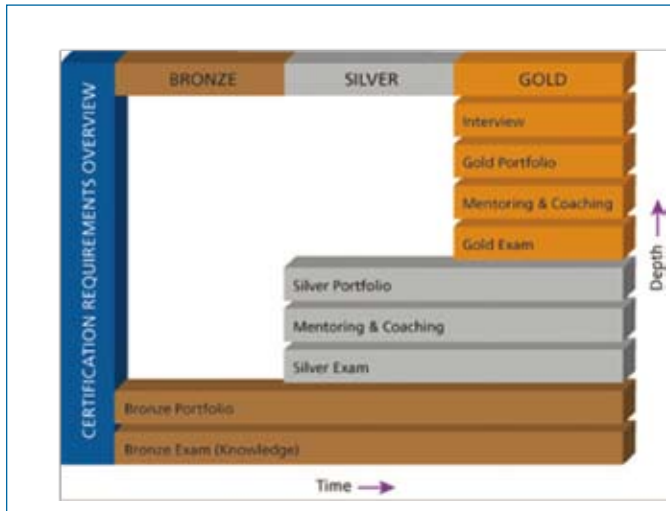 CERTIFICATION REQUIREMENTS OVERVIEW
BRONZE
SILVER
GOLD
Interview
Gold Portfolio
Mentoring & Coaching
Gold Exam
Silver Portfolio
Mentoring & Coaching
Silver Exam
Bronze Portfolio
Bronze Exam (Knowledge)
Depth
Time